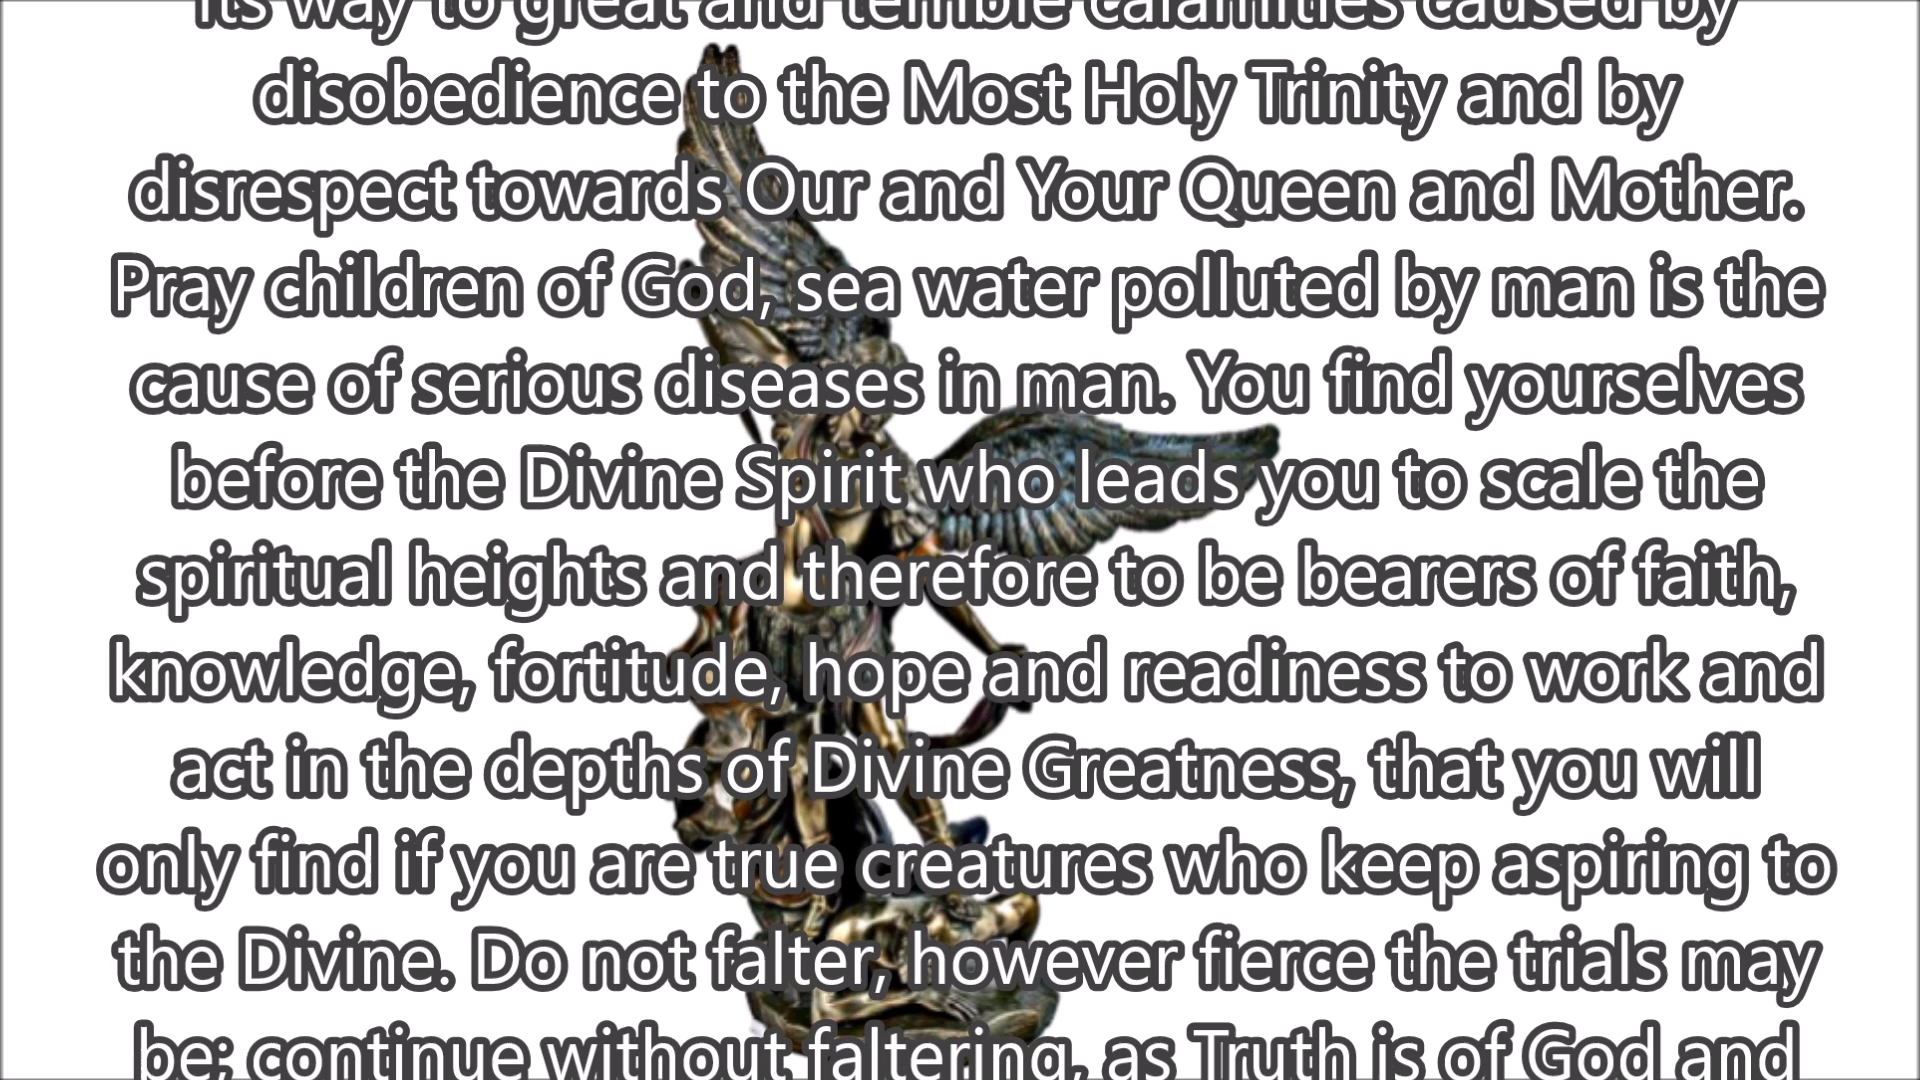 its way to great and terrible calamities caused by
disobedience to the Most Holy Trinity and by
disrespect towards Our and Your Queen and Mother.
Pray children of God, sea water polluted by man is the
cause of serious diseases in man. You find yourselves
before the Divine Spirit who leads you to scale the
spiritual heights and therefore to be bearers of faith,
knowledge, fortitude, hope and readiness to work and
act in the depths of Divine Greatness, that you will
only find if you are true creatures who keep aspiring to
the Divine. Do not falter, however fierce the trials may
be; continue without faltering, as Truth is of God and